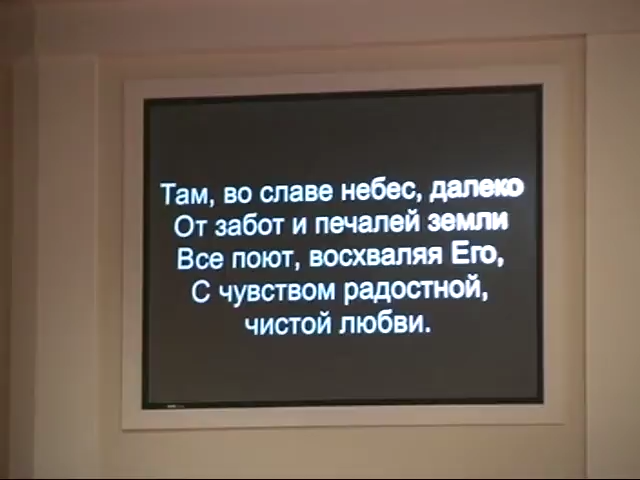 Там, во славе небес, далеко
От забот и печалей земли
Все поют, восхваляя Его,
С чувством радостной,
чистой любви.